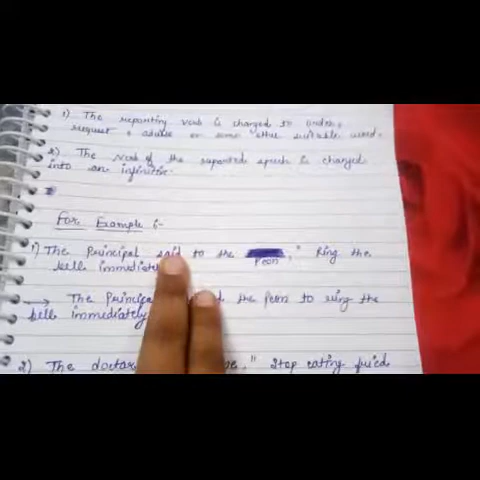 1) The reporting verb is changed to order,
request, advise or some other suitable word.
2) The verb of the reported speech is changed
into an infinitive.
For Example :-
1) The Principal said to the Peon, " Ring the
bell immediately
→ The Principal the Peon to ring the
bell immediately
2) The doctor " Stop eating fried